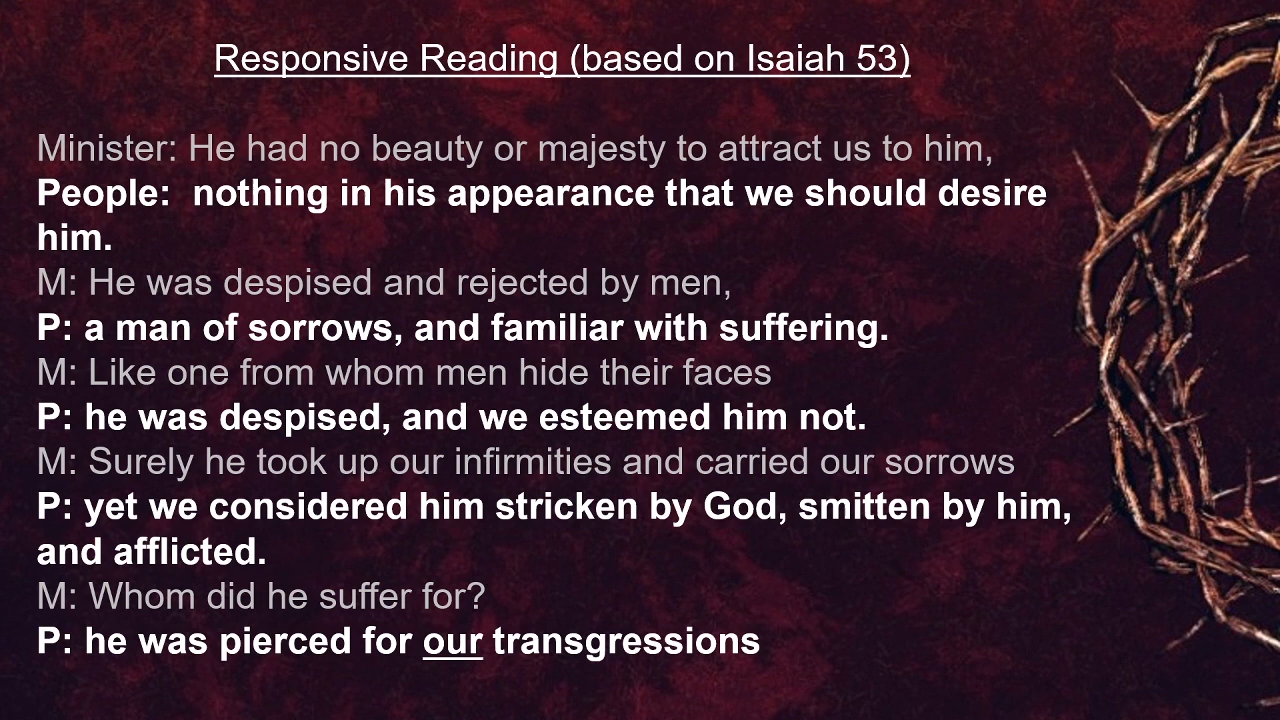 Responsive Reading (based on Isaiah 53)
Minister: He had no beauty or majesty to attract us to him,
People:  nothing in his appearance that we should desire
him.
M: He was despised and rejected by men,
P: a man of sorrows, and familiar with suffering.
M: Like one from whom men hide their faces
P: he was despised, and we esteemed him not.
M: Surely he took up our infirmities and carried our sorrows
P: yet we considered him stricken by God, smitten by him,
and afflicted.
M: Whom did he suffer for?
P: he was pierced for our transgressions